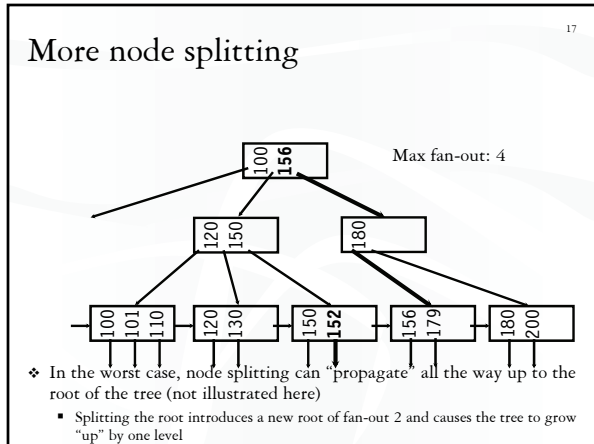 17
More node splitting
Max fan-out: 4
100 156
120 150
180
100 101 110
120 130
150 152
156 179
180 200
❖ In the worst case, node splitting can “propagate” all the way up to the
root of the tree (not illustrated here)
▪ Splitting the root introduces a new root of fan-out 2 and causes the tree to grow
“up” by one level